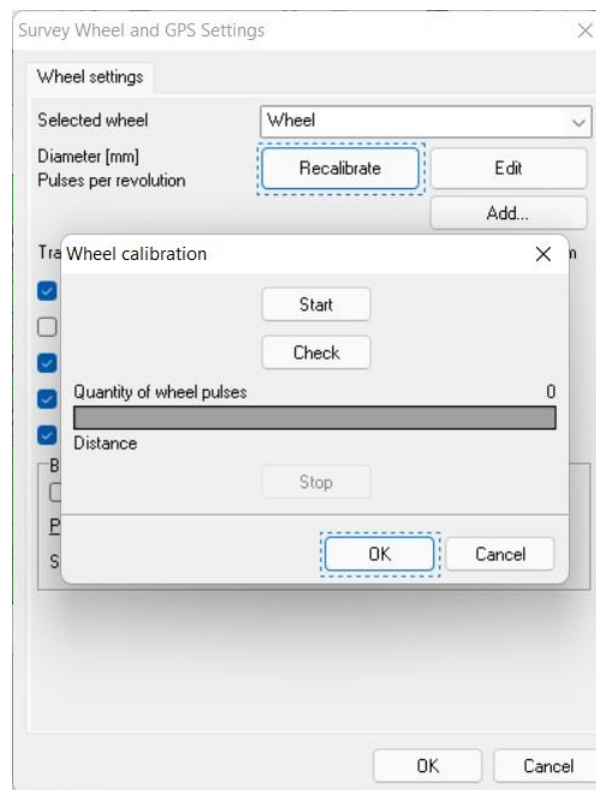 Survey Wheel and GPS Settings
Wheel settings
Selected wheel Wheel
Diameter [mm]
Pulses per revolution
Recalibrate Edit
Add...
Wheel calibration
Start
Check
Quantity of wheel pulses 0
Distance
Stop
OK Cancel
OK Cancel